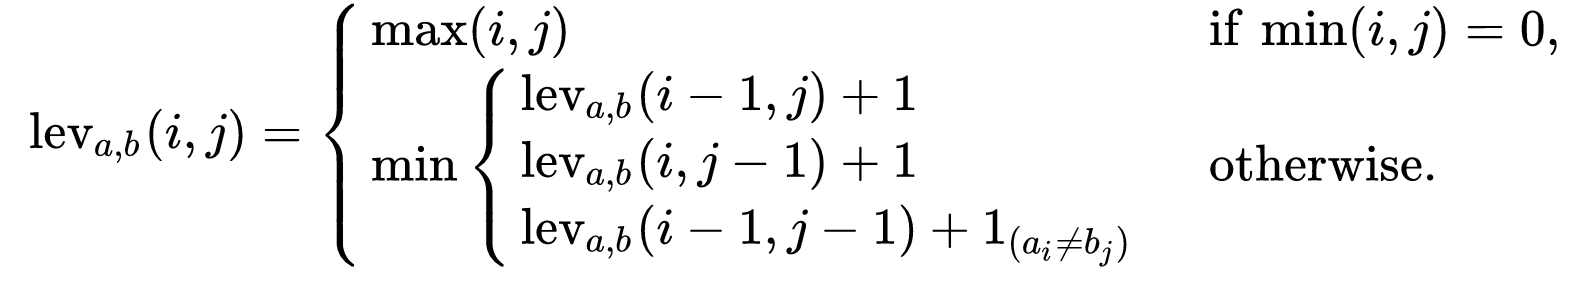 max(i, j) if min(i, j) = 0,
lev_{a,b}(i − 1, j) + 1
lev_{a,b}(i, j) = { min { lev_{a,b}(i, j − 1) + 1 otherwise.
lev_{a,b}(i − 1, j − 1) + 1_{(a_i≠b_j)}